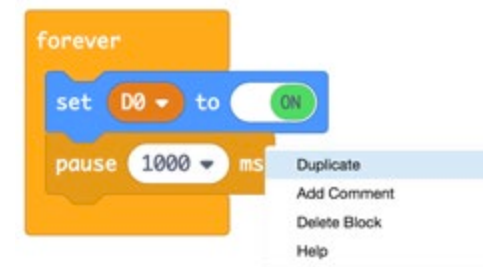 forever
set D0 to ON
pause 1000 ms
Duplicate
Add Comment
Delete Block
Help